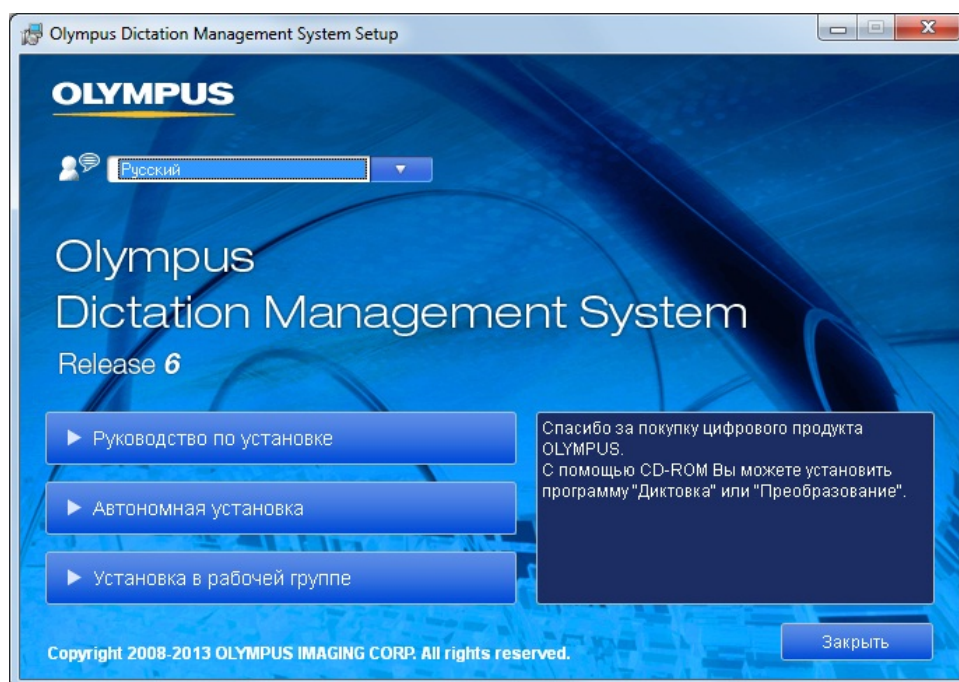 Olympus Dictation Management System Setup
OLYMPUS
Русский
Olympus
Dictation Management System
Release 6
Руководство по установке
Автономная установка
Установка в рабочей группе
Спасибо за покупку цифрового продукта
OLYMPUS.
С помощью CD-ROM Вы можете установить
программу "Диктовка" или "Преобразование".
Закрыть
Copyright 2008-2013 OLYMPUS IMAGING CORP. All rights reserved.